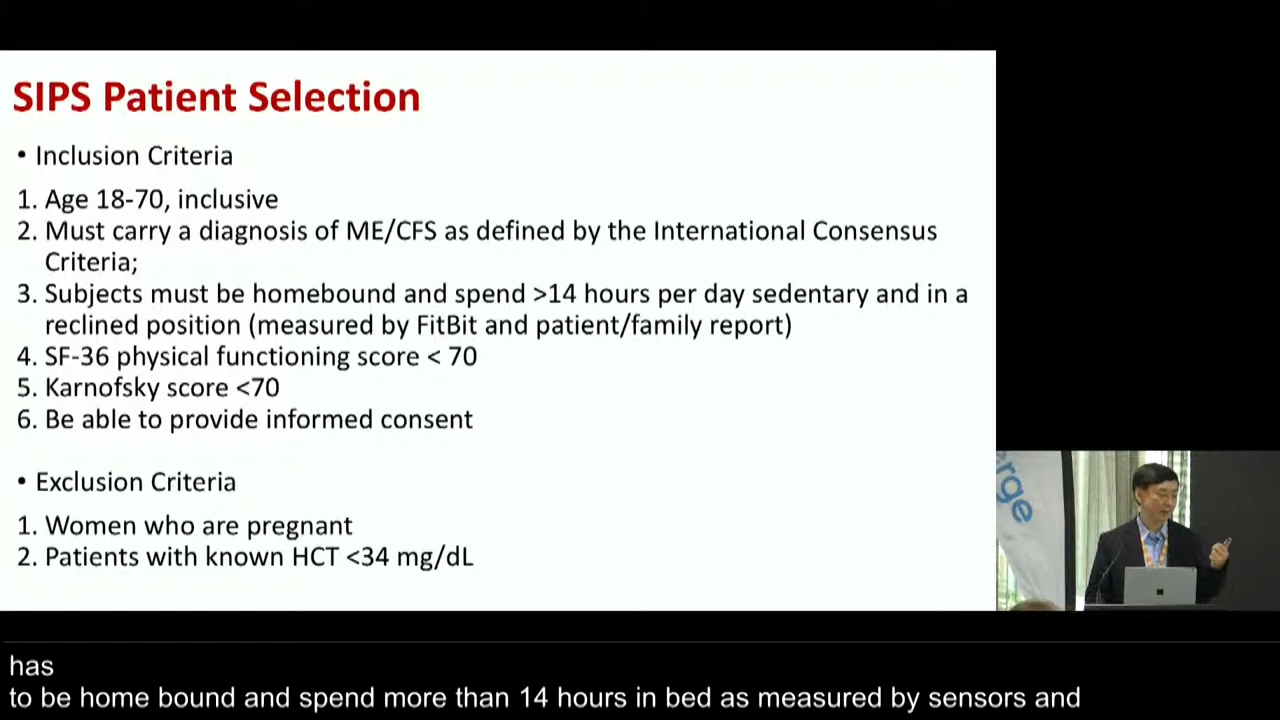 SIPS Patient Selection
• Inclusion Criteria
1. Age 18-70, inclusive
2. Must carry a diagnosis of ME/CFS as defined by the International Consensus
Criteria;
3. Subjects must be homebound and spend >14 hours per day sedentary and in a
reclined position (measured by FitBit and patient/family report)
4. SF-36 physical functioning score < 70
5. Karnofsky score <70
6. Be able to provide informed consent
• Exclusion Criteria
1. Women who are pregnant
2. Patients with known HCT <34 mg/dL
erge
has
to be home bound and spend more than 14 hours in bed as measured by sensors and